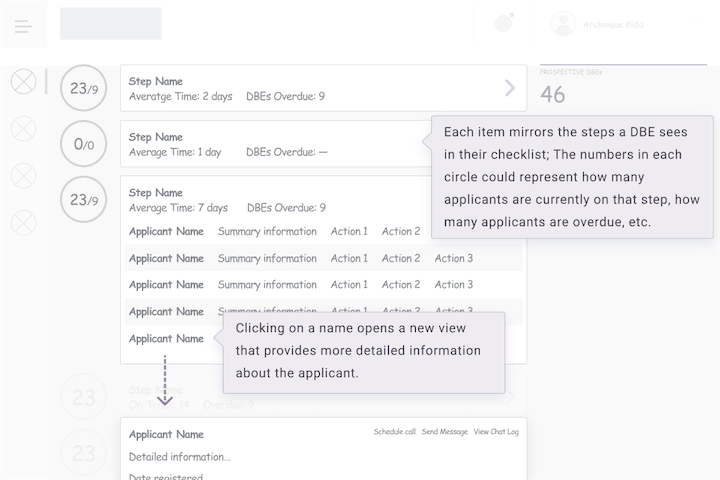 Archnique Kidd
PROSPECTIVE DBEs
46
23/9
Step Name
Averatge Time: 2 days DBEs Overdue: 9
0/0
Step Name
Average Time: 1 day DBEs Overdue: —
Each item mirrors the steps a DBE sees
in their checklist; The numbers in each
circle could represent how many
applicants are currently on that step, how
many applicants are overdue, etc.
23/9
Step Name
Average Time: 7 days DBEs Overdue: 9
Applicant Name Summary information Action 1 Action 2
Applicant Name Summary information Action 1 Action 2 Action 3
Applicant Name Summary information Action 1 Action 2 Action 3
Applicant Name Summary information Action 1 Action 2 Action 3
Applicant Name
Clicking on a name opens a new view
that provides more detailed information
about the applicant.
23
Step Name
On-Track: 14 Overdue: 9
23
Applicant Name Schedule call Send Message View Chat Log
Detailed information...
Date registered